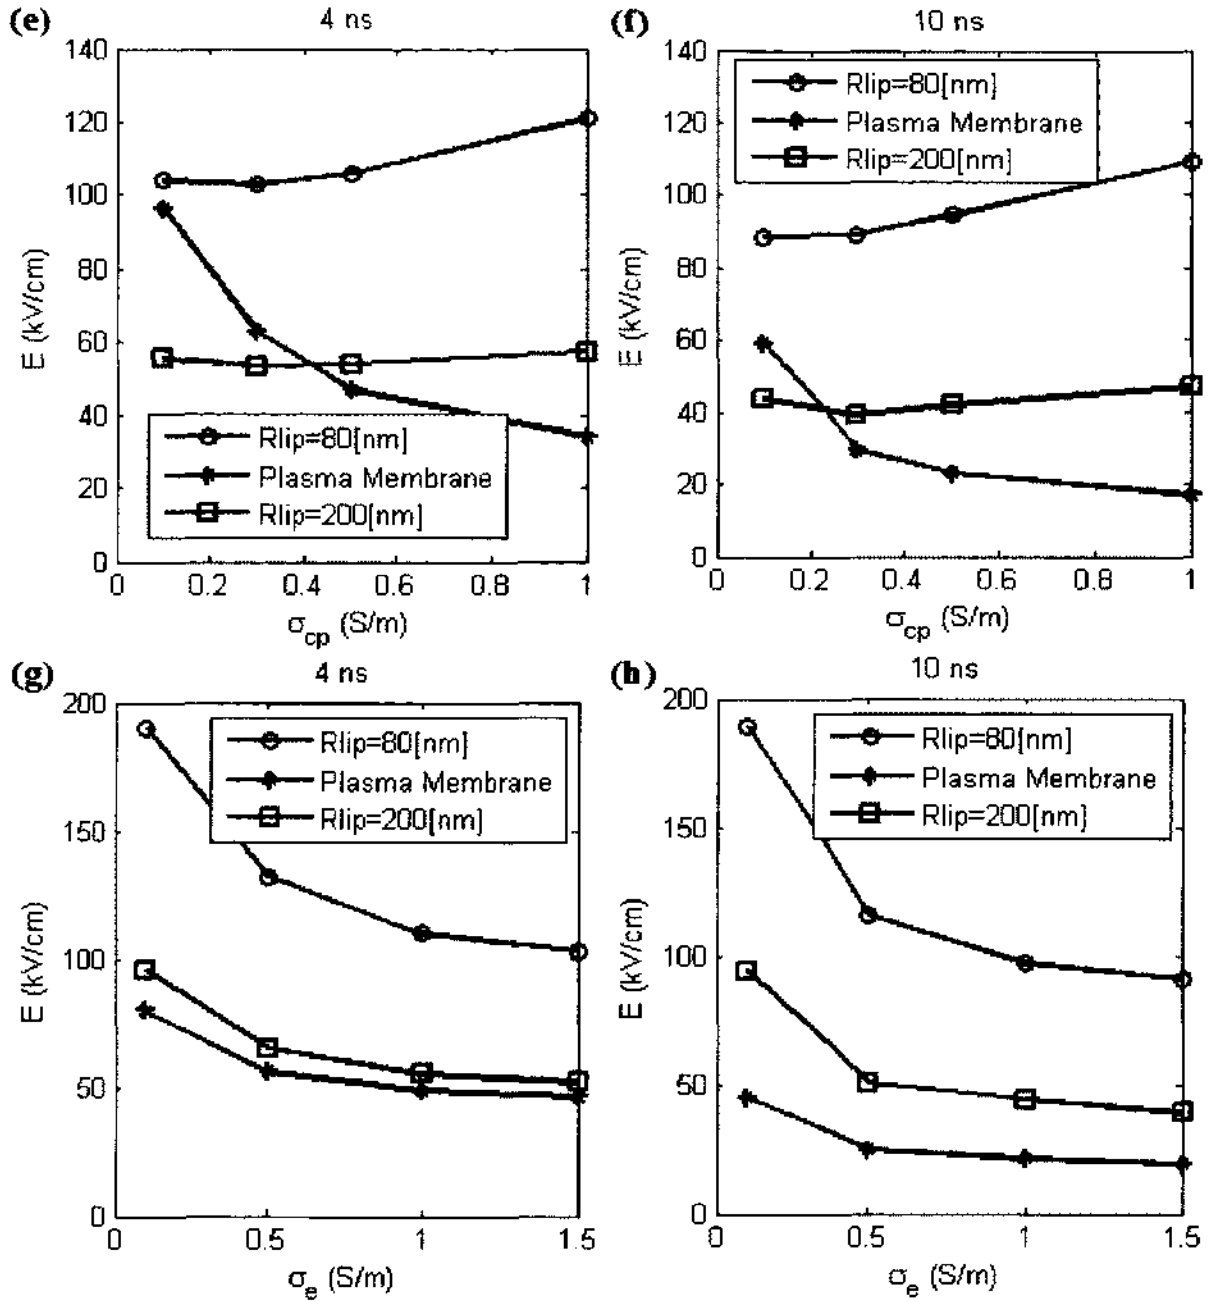 (e)
4 ns
140
120
100
80
60
40
20
0
E (kV/cm)
Rlip=80[nm]
Plasma Membrane
Rlip=200[nm]
0 0.2 0.4 0.6 0.8 1
σcp (S/m)
(f)
10 ns
140
120
100
80
60
40
20
0
E (kV/cm)
Rlip=80[nm]
Plasma Membrane
Rlip=200[nm]
0 0.2 0.4 0.6 0.8 1
σcp (S/m)
(g)
4 ns
200
150
100
50
0
E (kV/cm)
Rlip=80[nm]
Plasma Membrane
Rlip=200[nm]
0 0.5 1 1.5
σe (S/m)
(h)
10 ns
200
150
100
50
0
E (kV/cm)
Rlip=80[nm]
Plasma Membrane
Rlip=200[nm]
0 0.5 1 1.5
σe (S/m)